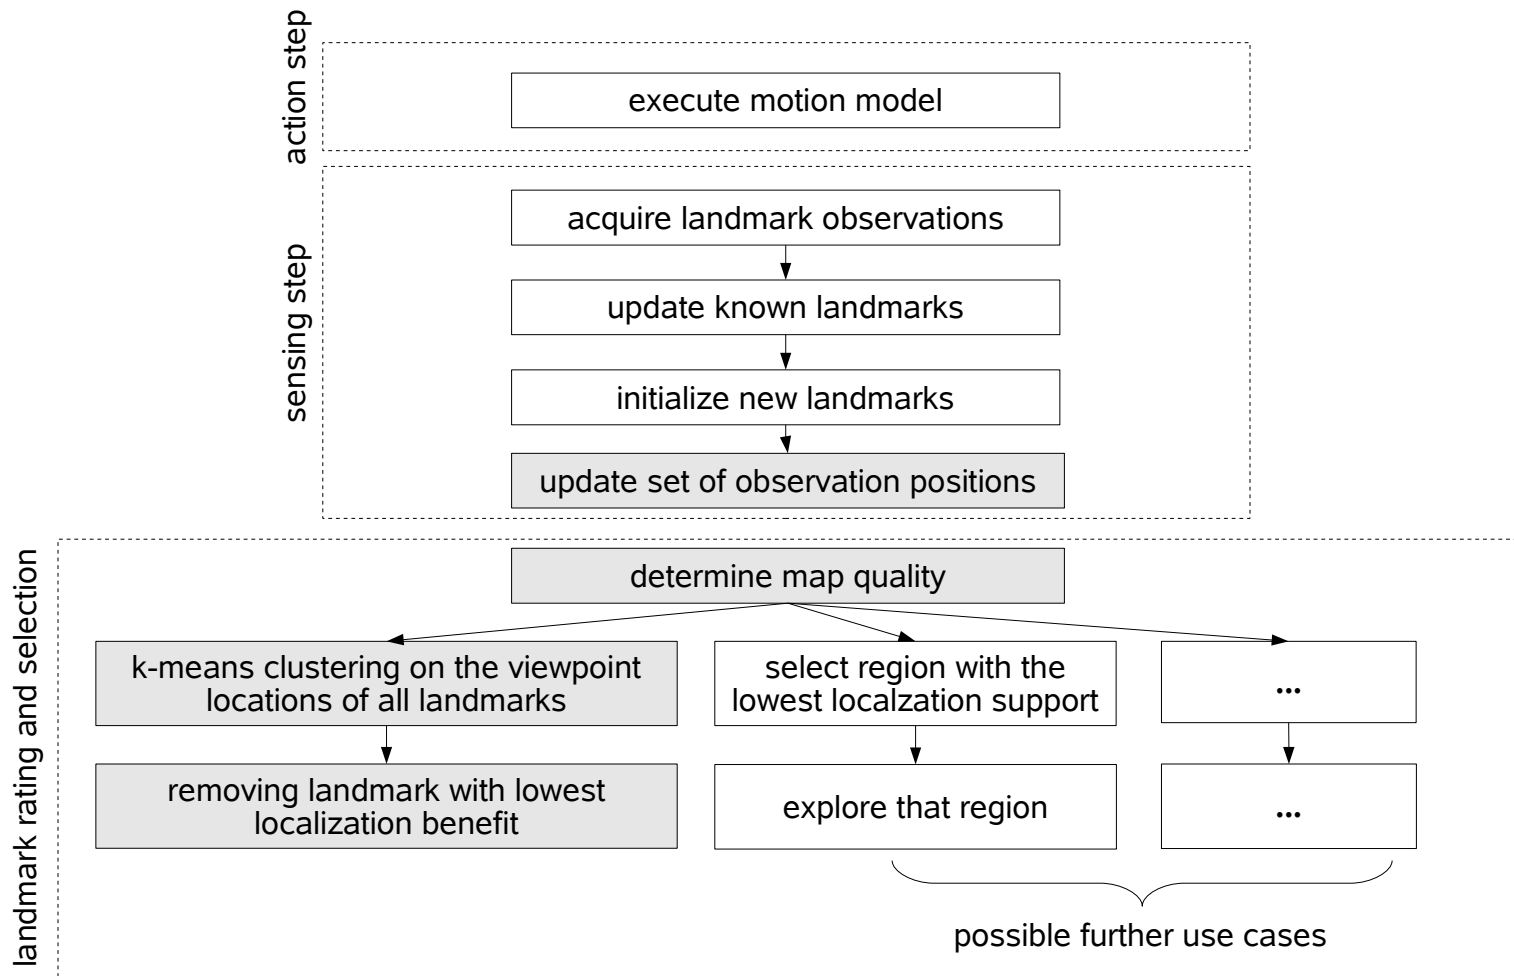 action step
execute motion model
sensing step
acquire landmark observations
update known landmarks
initialize new landmarks
update set of observation positions
landmark rating and selection
determine map quality
k-means clustering on the viewpoint
locations of all landmarks
select region with the
lowest localzation support
...
removing landmark with lowest
localization benefit
explore that region
...
possible further use cases